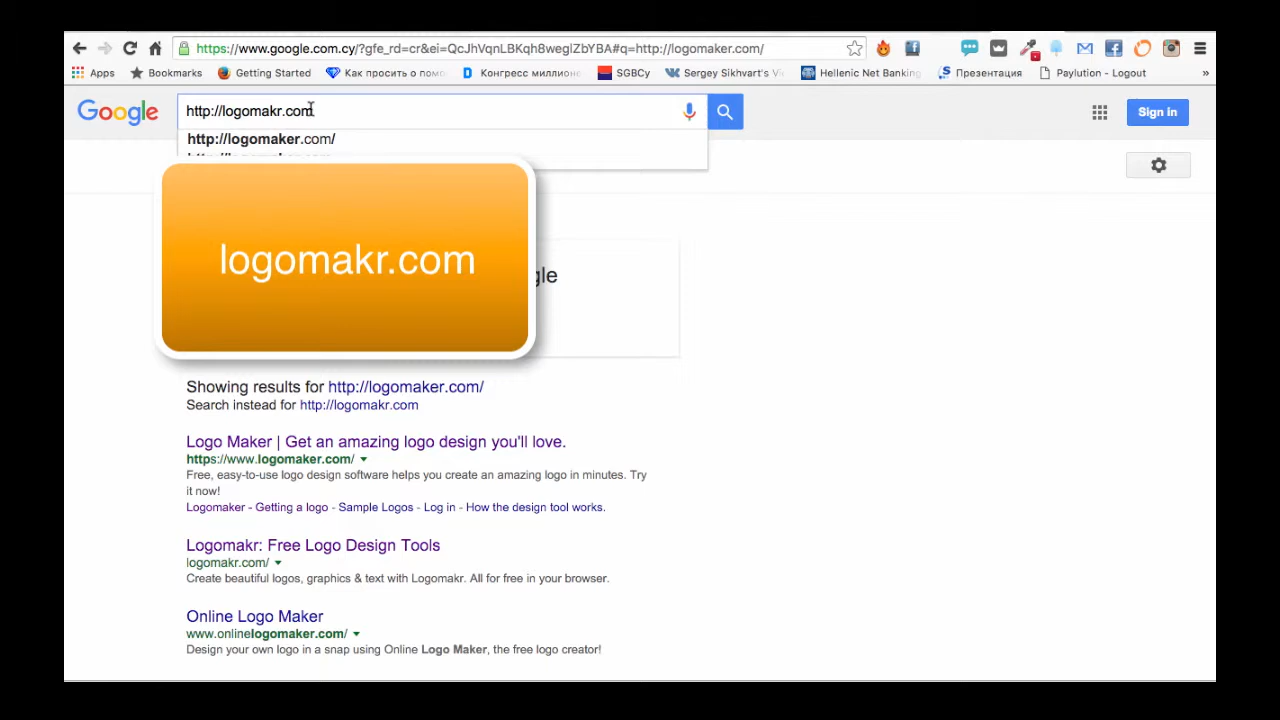 https://www.google.com.cy/?gfe_rd=cr&ei=QcJhVqnLBKqh8weglZbYBA#q=http://logomaker.com/
Apps Bookmarks Getting Started Как просить о помо Конгресс миллионе SGBCy Sergey Sikhvart's Vi Hellenic Net Banking Презентация Paylution - Logout »
Google http://logomakr.com Sign in
http://logomaker.com/
logomakr.com
gle
Showing results for http://logomaker.com/
Search instead for http://logomakr.com
Logo Maker | Get an amazing logo design you'll love.
https://www.logomaker.com/
Free, easy-to-use logo design software helps you create an amazing logo in minutes. Try
it now!
Logomaker - Getting a logo - Sample Logos - Log in - How the design tool works.
Logomakr: Free Logo Design Tools
logomakr.com/
Create beautiful logos, graphics & text with Logomakr. All for free in your browser.
Online Logo Maker
www.onlinelogomaker.com/
Design your own logo in a snap using Online Logo Maker, the free logo creator!